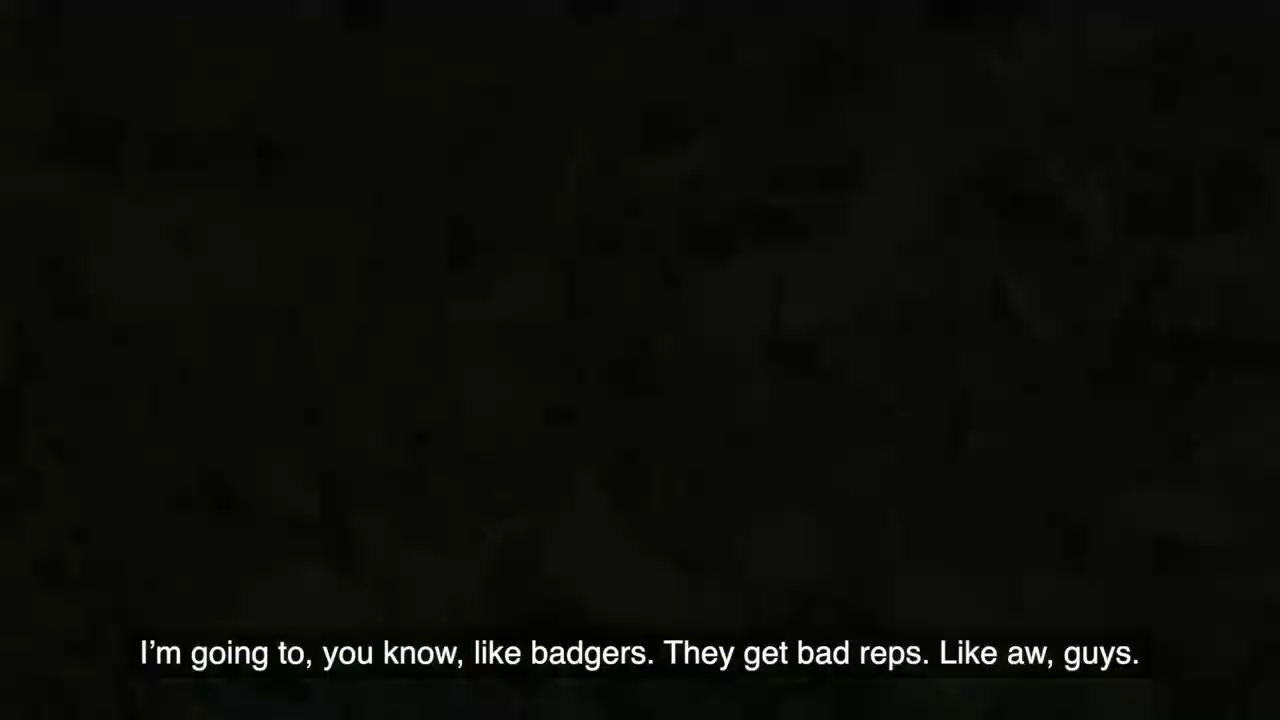 I’m going to, you know, like badgers. They get bad reps. Like aw, guys.